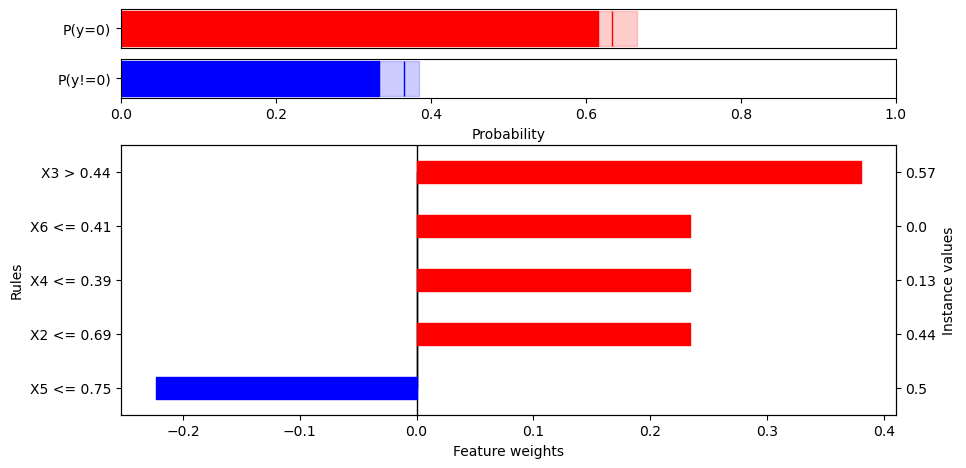 P(y=0)
P(y!=0)
0.0 0.2 0.4 0.6 0.8 1.0
Probability
X3 > 0.44 0.57
X6 <= 0.41 0.0
X4 <= 0.39 0.13
X2 <= 0.69 0.44
X5 <= 0.75 0.5
Rules
Instance values
−0.2 −0.1 0.0 0.1 0.2 0.3 0.4
Feature weights